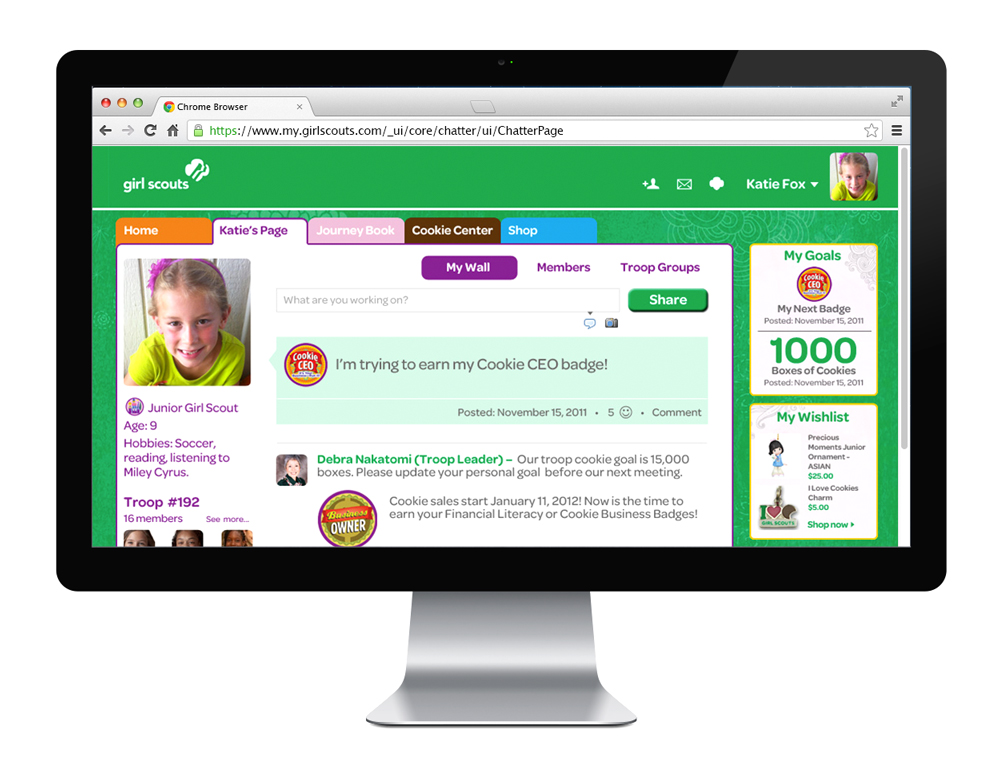 Chrome Browser
https://www.my.girlscouts.com/_ui/core/chatter/ui/ChatterPage
girl scouts
Katie Fox
Home
Katie's Page
Journey Book
Cookie Center
Shop
My Wall
Members
Troop Groups
What are you working on?
Share
Cookie
CEO
I'm trying to earn my Cookie CEO badge!
Posted: November 15, 2011 • 5 • Comment
Junior Girl Scout
Age: 9
Hobbies: Soccer,
reading, listening to
Miley Cyrus.
Troop #192
16 members
See more...
Debra Nakatomi (Troop Leader) – Our troop cookie goal is 15,000
boxes. Please update your personal goal before our next meeting.
Business
OWNER
Cookie sales start January 11, 2012! Now is the time to
earn your Financial Literacy or Cookie Business Badges!
My Goals
Cookie
CEO
My Next Badge
Posted: November 15, 2011
1000
Boxes of Cookies
Posted: November 15, 2011
My Wishlist
Precious
Moments Junior
Ornament -
ASIAN
$25.00
I Love Cookies
Charm
$5.00
I
GIRL SCOUTS
Shop now